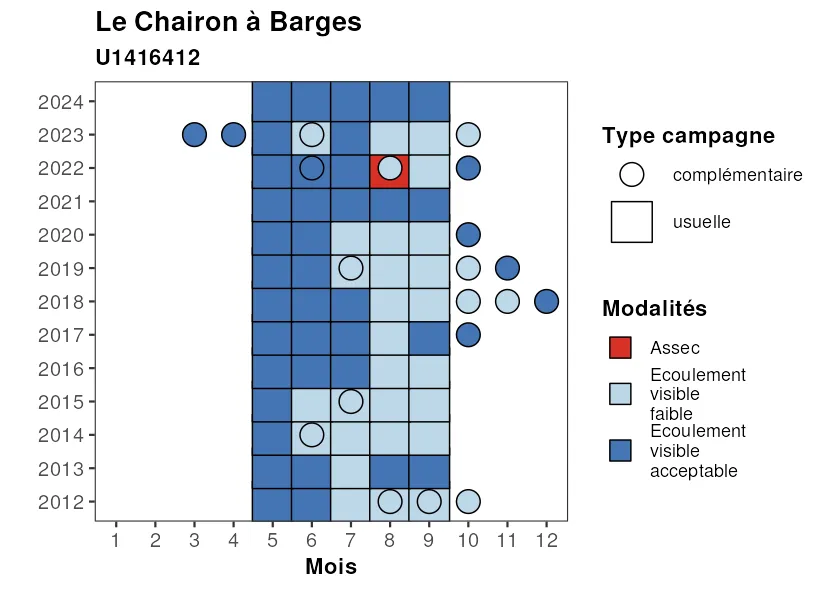 Le Chairon à Barges
U1416412
2024
2023
2022
2021
2020
2019
2018
2017
2016
2015
2014
2013
2012
1 2 3 4 5 6 7 8 9 10 11 12
Mois
Type campagne
complémentaire
usuelle
Modalités
Assec
Ecoulement
visible
faible
Ecoulement
visible
acceptable